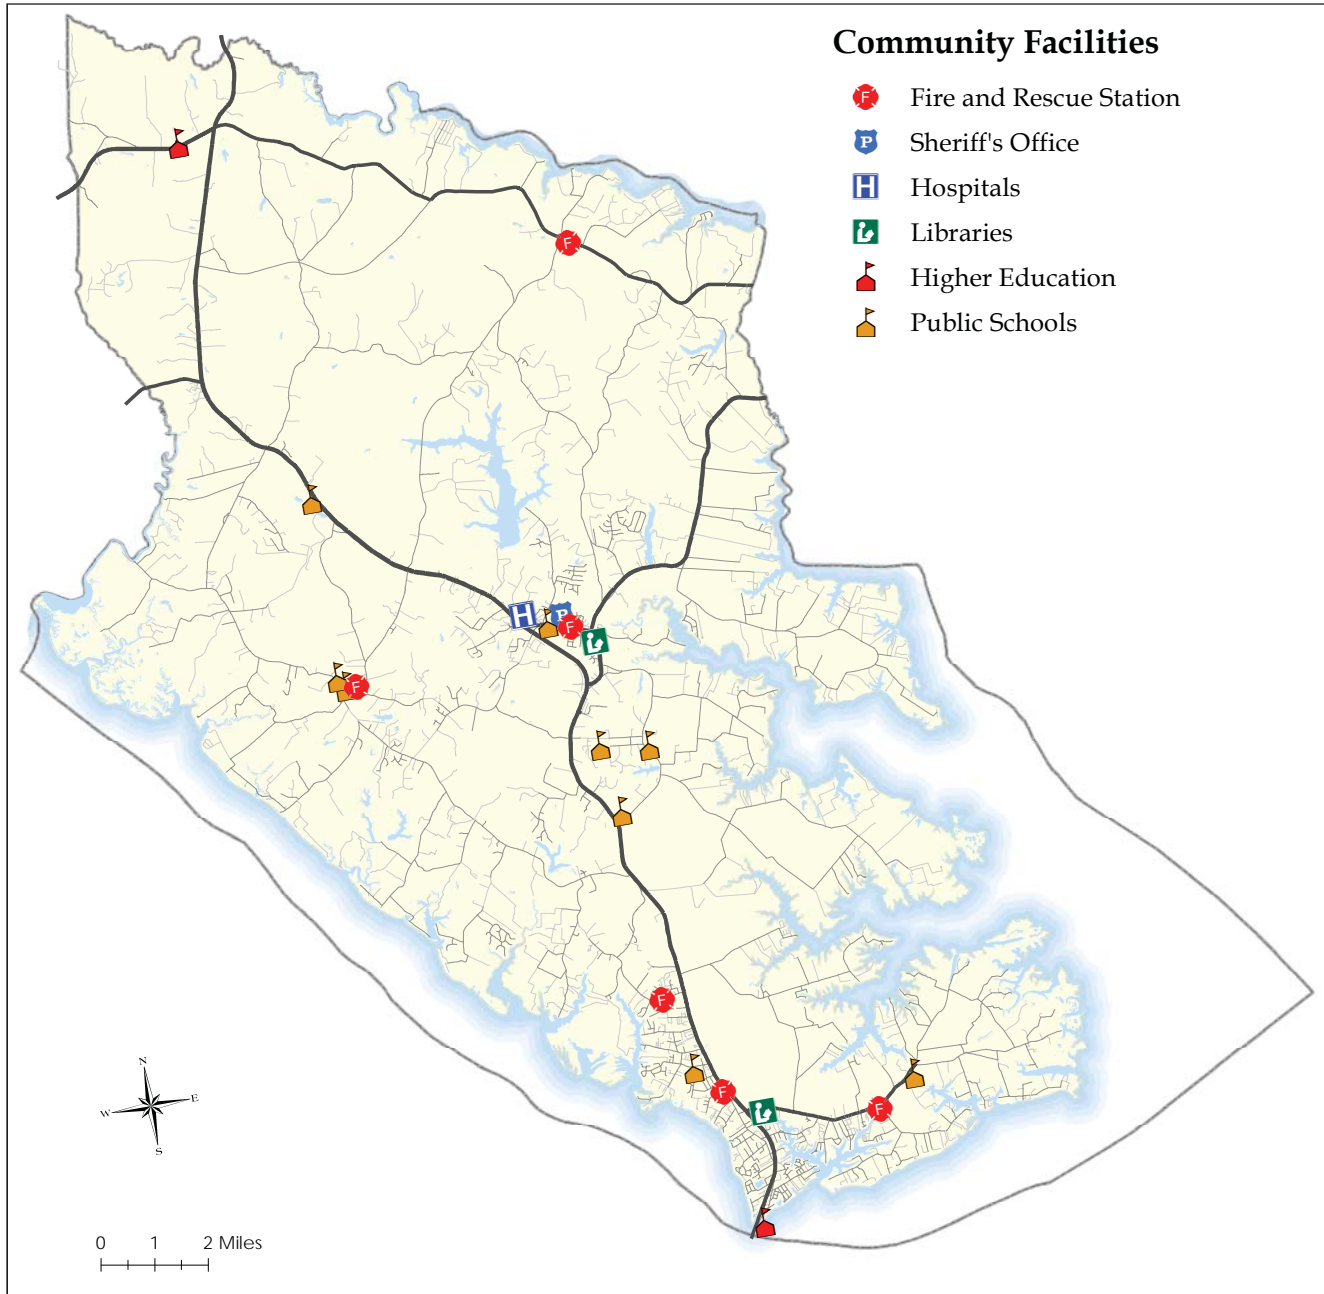 Community Facilities
F Fire and Rescue Station
P Sheriff's Office
H Hospitals
Libraries
Higher Education
Public Schools
F
H
P
F
F
F
F
F
N
W E
S
0 1 2 Miles